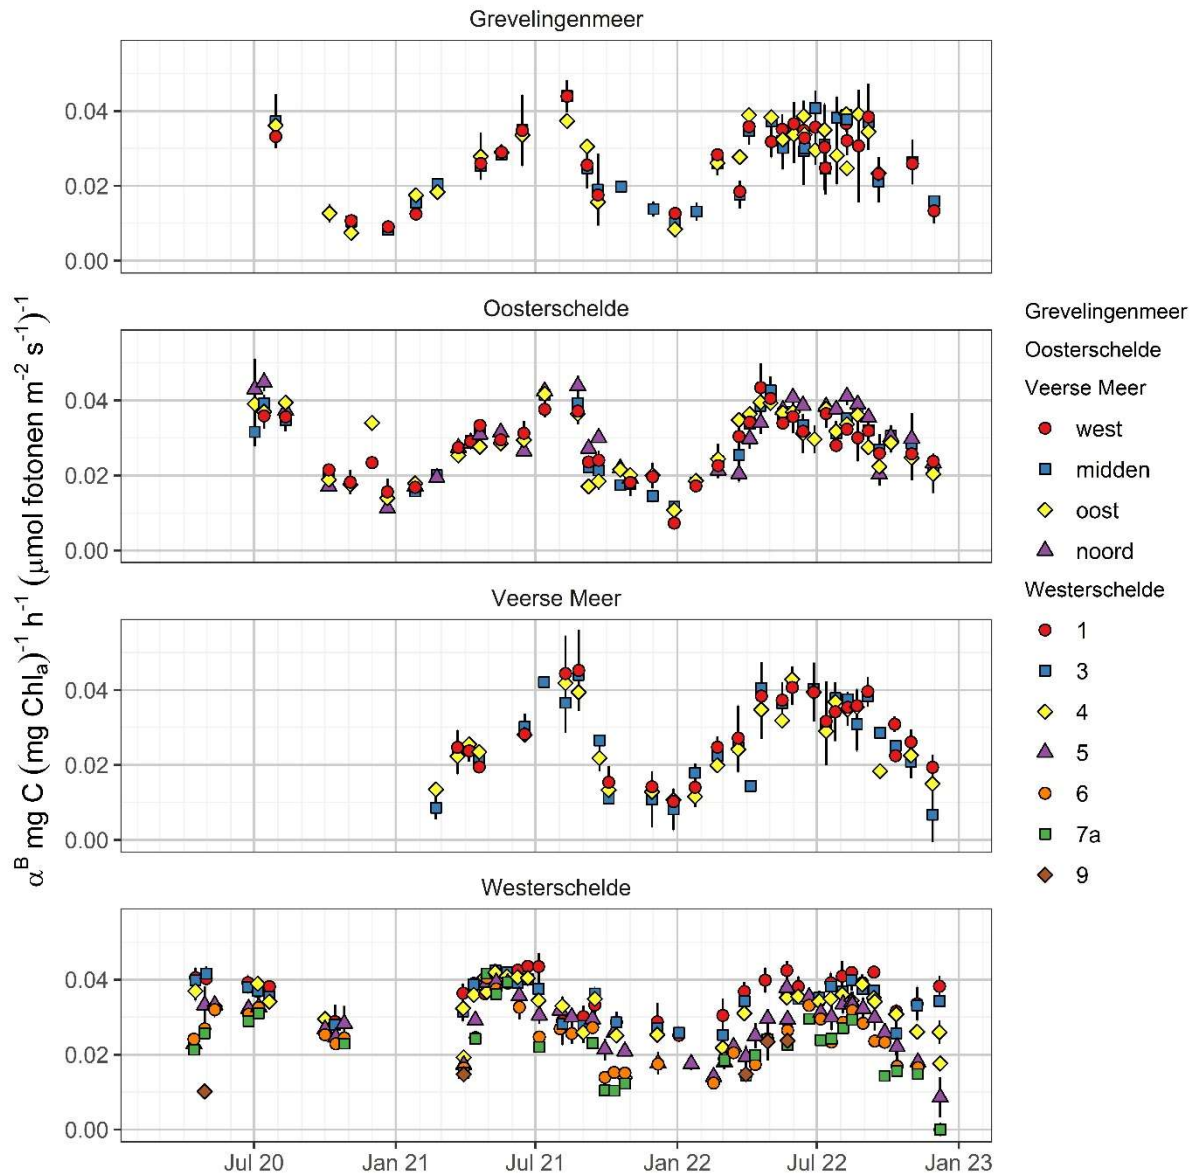 Grevelingenmeer
0.04
0.02
0.00
Oosterschelde
0.04
0.02
0.00
Veerse Meer
0.04
0.02
0.00
Westerschelde
0.04
0.02
0.00
Jul 20 Jan 21 Jul 21 Jan 22 Jul 22 Jan 23
αᴮ mg C (mg Chlₐ)⁻¹ h⁻¹ (μmol fotonen m⁻² s⁻¹)⁻¹
Grevelingenmeer
Oosterschelde
Veerse Meer
west
midden
oost
noord
Westerschelde
1
3
4
5
6
7a
9